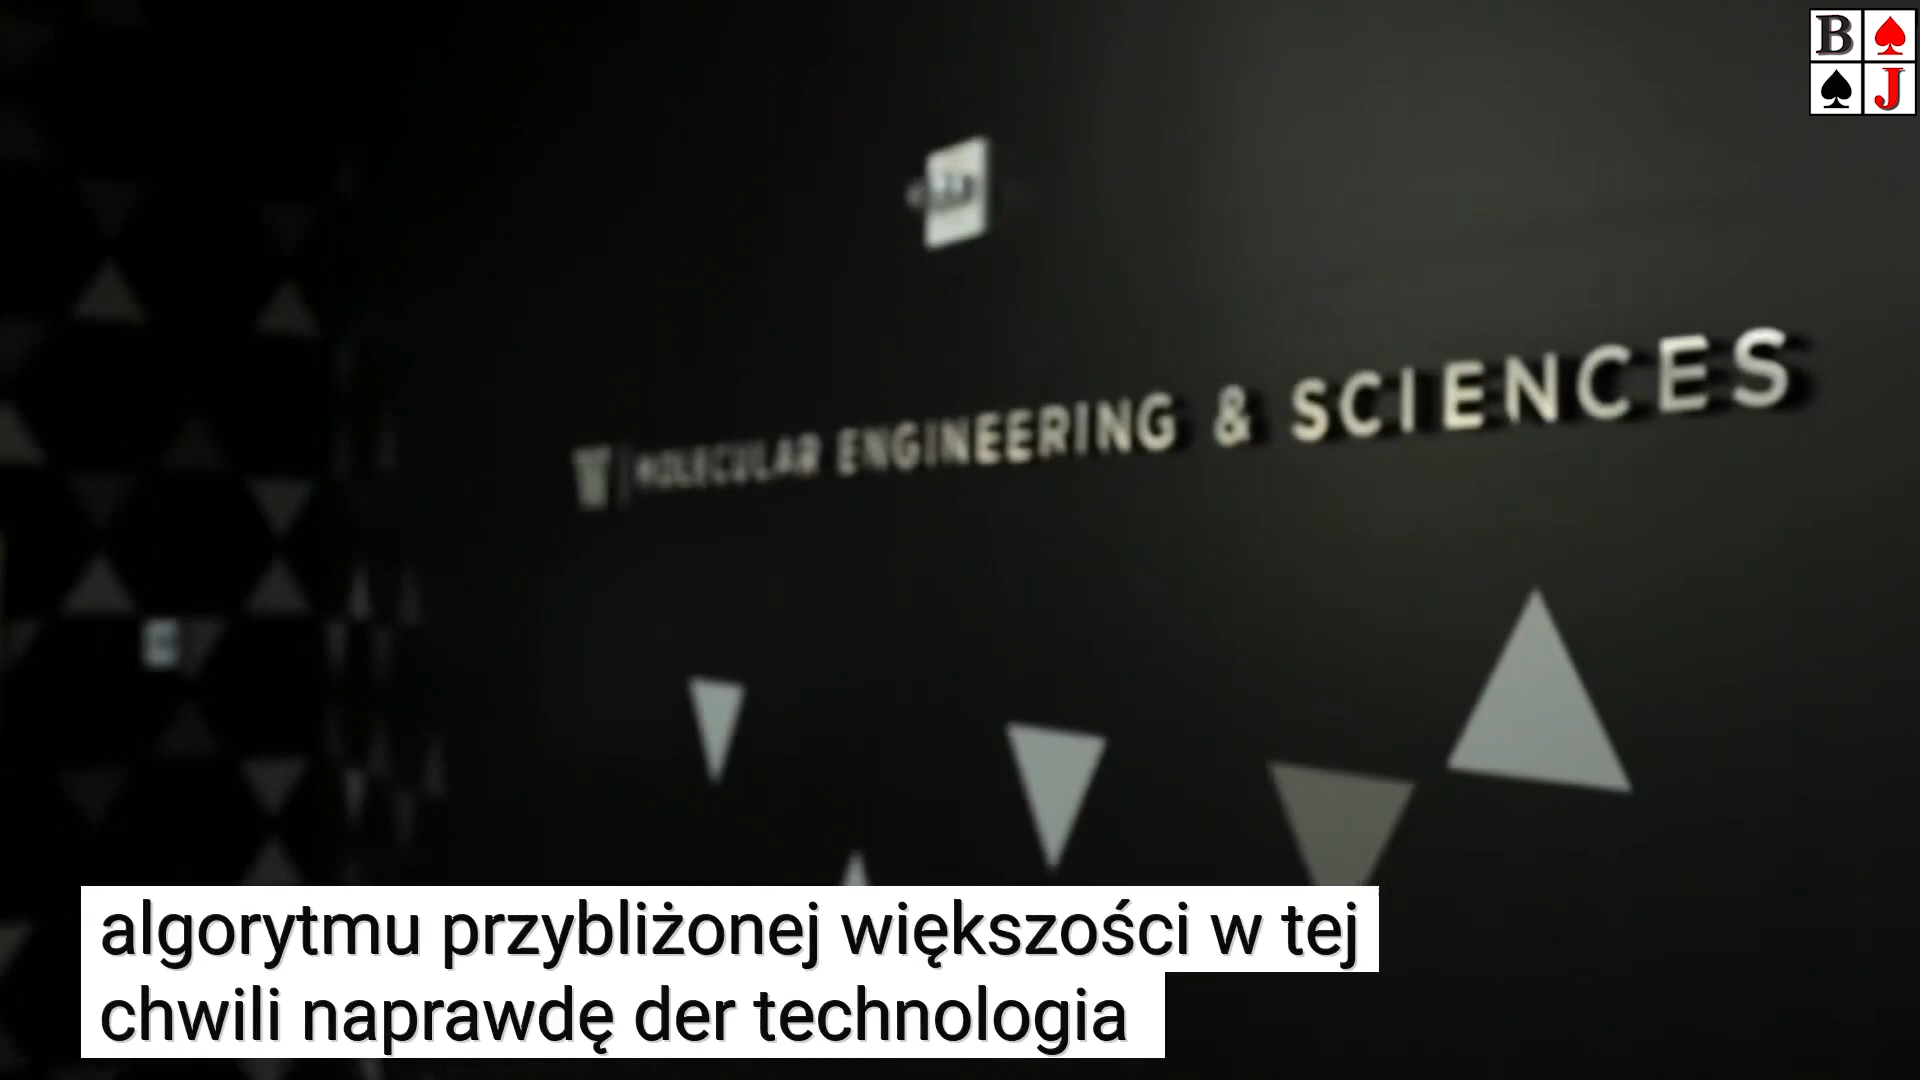 B
J
W | MOLECULAR ENGINEERING & SCIENCES
algorytmu przybliżonej większości w tej
chwili naprawdę der technologia